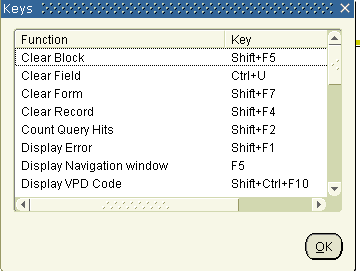 Keys
Function Key
Clear Block Shift+F5
Clear Field Ctrl+U
Clear Form Shift+F7
Clear Record Shift+F4
Count Query Hits Shift+F2
Display Error Shift+F1
Display Navigation window F5
Display VPD Code Shift+Ctrl+F10
OK